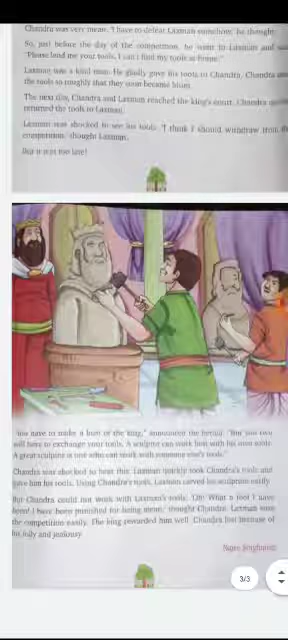 Chandra was very mean. 'I have to defeat Laxman somehow,' he thought.
So, just before the day of the competition, he went to Laxman and said
"Please lend me your tools. I can't find my tools at home."
Laxman was a kind man. He gladly gave his tools to Chandra. Chandra used
the tools so roughly that they soon became blunt.
The next day, Chandra and Laxman reached the king's court. Chandra quickly
returned the tools to Laxman.
Laxman was shocked to see his tools. 'I think I should withdraw from the
competition,' thought Laxman.
But it was too late!
"You have to make a bust of the king," announced the herald. "But you two
will have to exchange your tools. A sculptor can work best with his own tools.
A great sculptor is one who can work with someone else's tools."
Chandra was shocked to hear this. Laxman quickly took Chandra's tools and
gave him his tools. Using Chandra's tools, Laxman carved his sculpture easily.
But Chandra could not work with Laxman's tools. 'Oh! What a fool I have
been! I have been punished for being mean,' thought Chandra. Laxman won
the competition easily. The king rewarded him well. Chandra lost because of
his folly and jealousy.
3/3